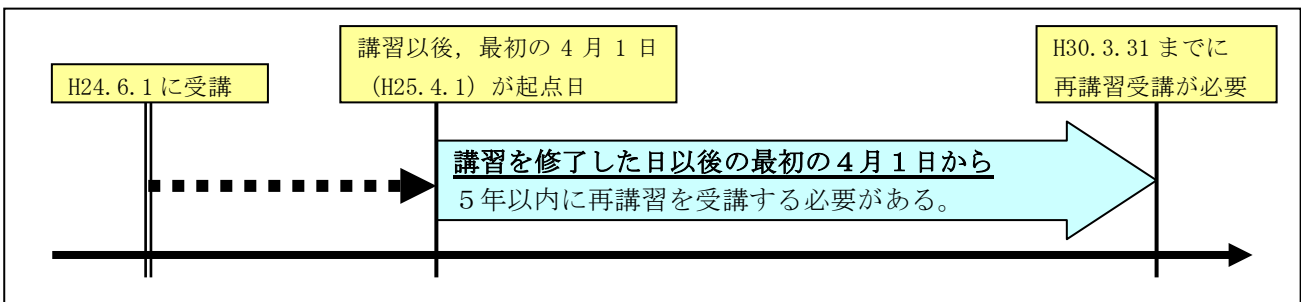 H24.6.1に受講
講習以後，最初の４月１日
（H25.4.1）が起点日
H30.3.31までに
再講習受講が必要
講習を修了した日以後の最初の４月１日から
５年以内に再講習を受講する必要がある。